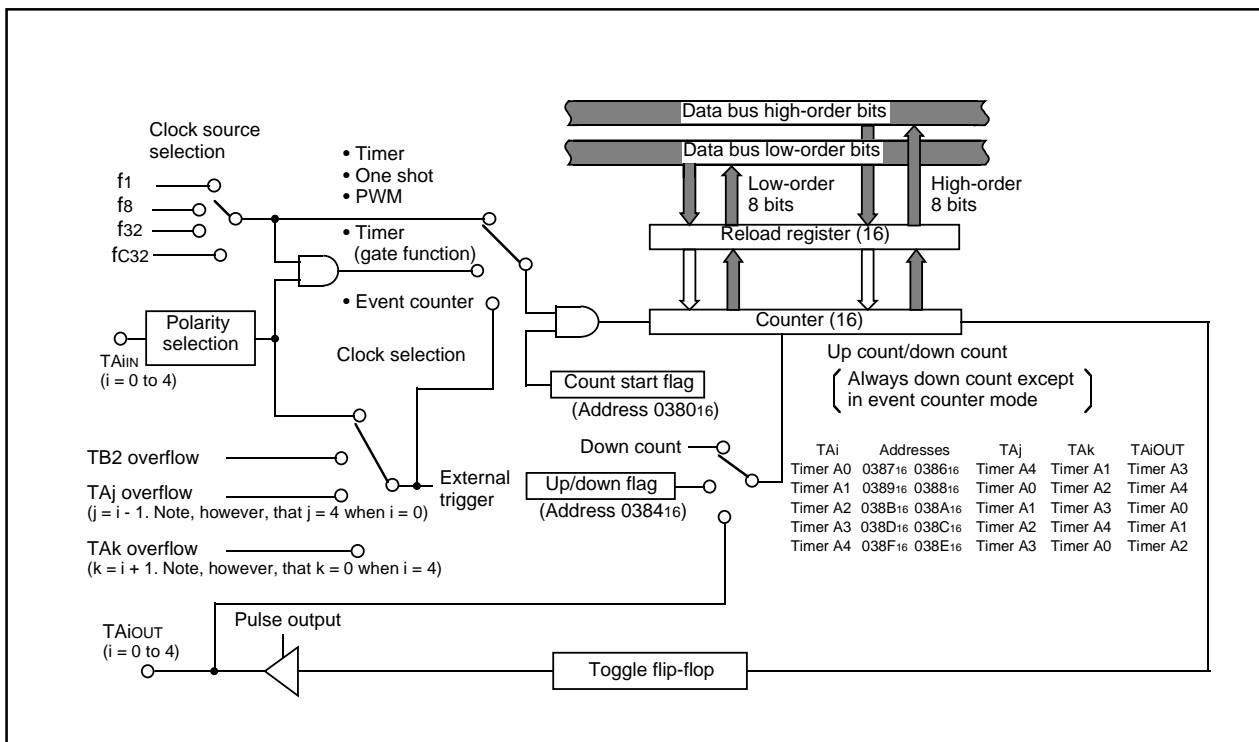 Clock source
selection
f1
f8
f32
fC32
• Timer
• One shot
• PWM
• Timer
(gate function)
• Event counter
Data bus high-order bits
Data bus low-order bits
Low-order
8 bits
High-order
8 bits
Reload register (16)
Counter (16)
Polarity
selection
TAiIN
(i = 0 to 4)
Clock selection
Count start flag
(Address 038016)
Up count/down count
Always down count except
in event counter mode
TB2 overflow
TAj overflow
(j = i - 1. Note, however, that j = 4 when i = 0)
TAk overflow
(k = i + 1. Note, however, that k = 0 when i = 4)
External
trigger
Down count
Up/down flag
(Address 038416)
TAi Addresses TAj TAk TAiOUT
Timer A0 038716 038616 Timer A4 Timer A1 Timer A3
Timer A1 038916 038816 Timer A0 Timer A2 Timer A4
Timer A2 038B16 038A16 Timer A1 Timer A3 Timer A0
Timer A3 038D16 038C16 Timer A2 Timer A4 Timer A1
Timer A4 038F16 038E16 Timer A3 Timer A0 Timer A2
TAiOUT
(i = 0 to 4)
Pulse output
Toggle flip-flop